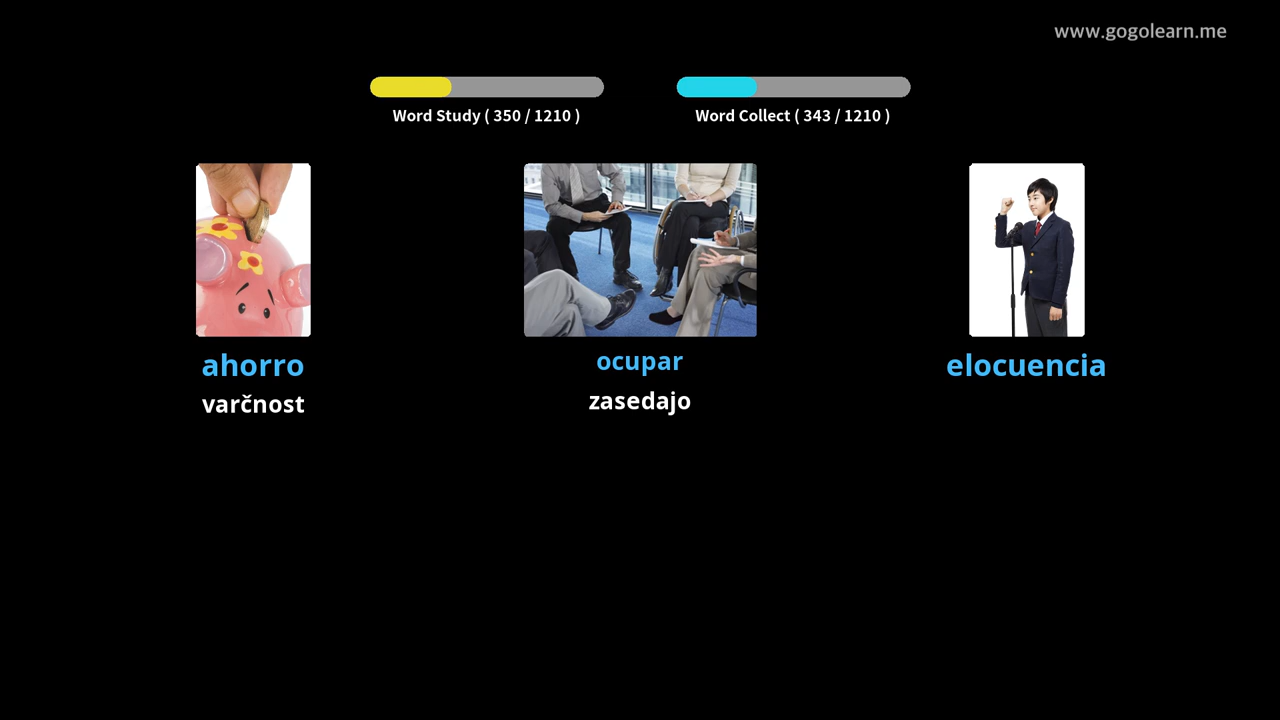 www.gogolearn.me
Word Study ( 350 / 1210 )
Word Collect ( 343 / 1210 )
ahorro
varčnost
ocupar
zasedajo
elocuencia